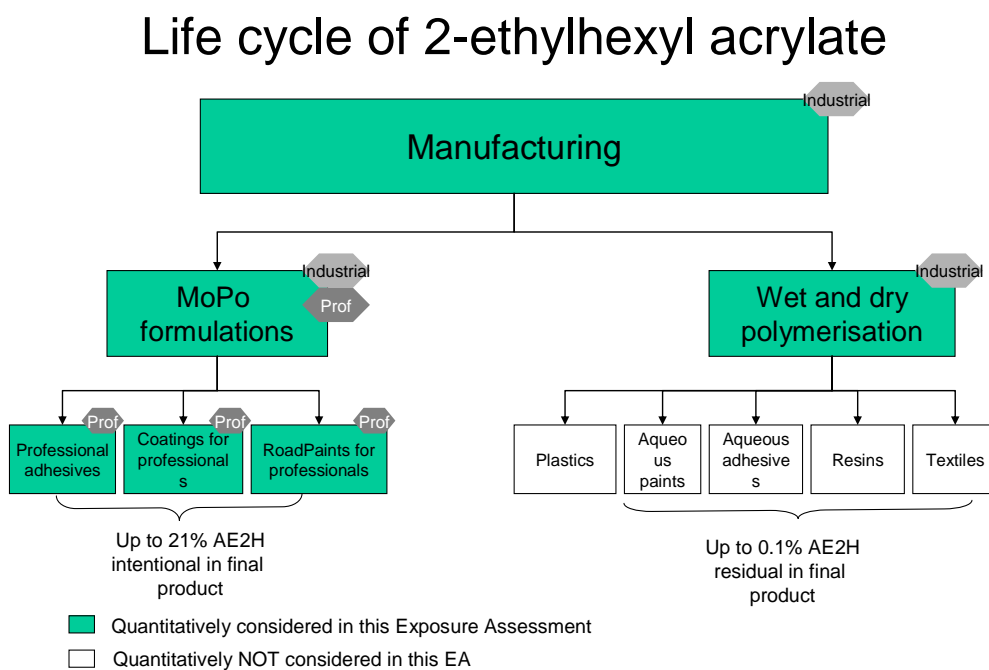 Life cycle of 2-ethylhexyl acrylate
Industrial
Manufacturing
Industrial
Prof
MoPo
formulations
Industrial
Wet and dry
polymerisation
Prof
Professional
adhesives
Prof
Coatings for
professional
s
Prof
RoadPaints for
professionals
Plastics
Aqueo
us
paints
Aqueous
adhesive
s
Resins
Textiles
Up to 21% AE2H
intentional in final
product
Up to 0.1% AE2H
residual in final
product
Quantitatively considered in this Exposure Assessment
Quantitatively NOT considered in this EA